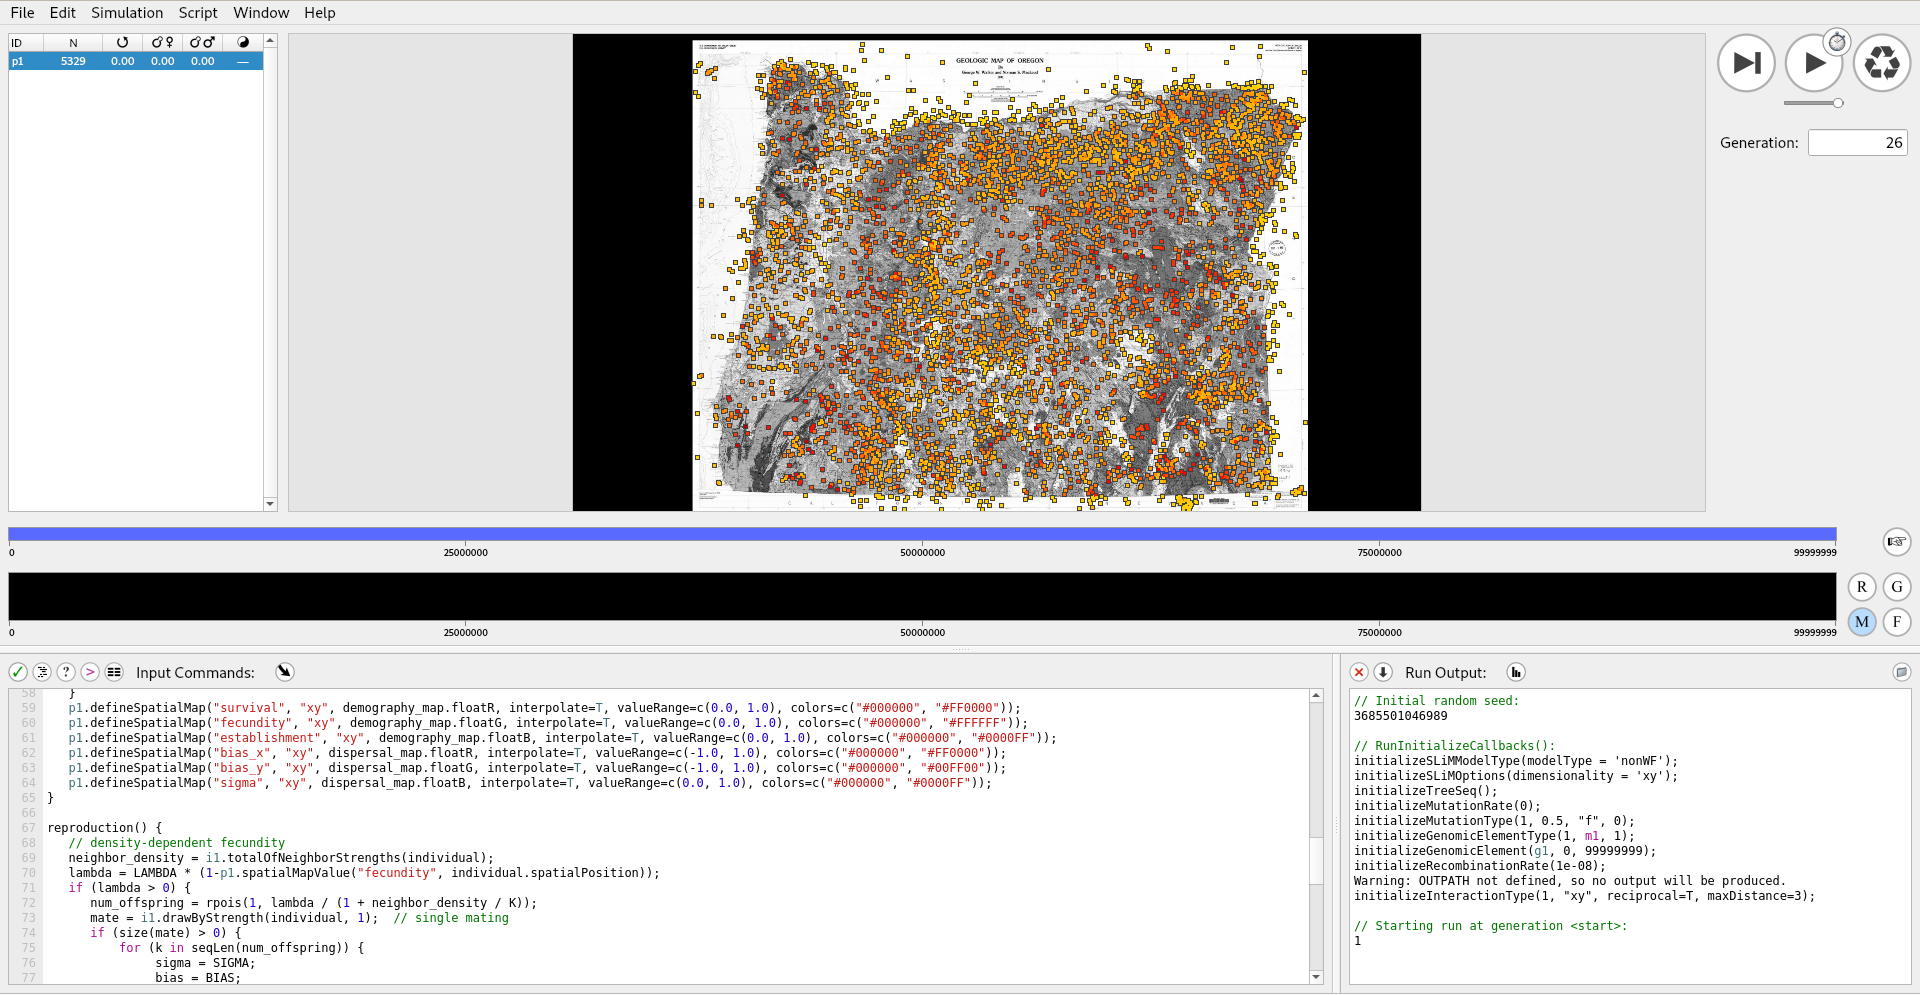 File Edit Simulation Script Window Help
ID N
p1 5329 0.00 0.00 0.00 —
GEOLOGIC MAP OF OREGON
By
George W. Walker and Norman S. MacLeod
Generation: 26
0 25000000 50000000 75000000 99999999
0 25000000 50000000 75000000 99999999
R G
M F
? > Input Commands:
58 }
59 p1.defineSpatialMap("survival", "xy", demography_map.floatR, interpolate=T, valueRange=c(0.0, 1.0), colors=c("#000000", "#FF0000"));
60 p1.defineSpatialMap("fecundity", "xy", demography_map.floatG, interpolate=T, valueRange=c(0.0, 1.0), colors=c("#000000", "#FFFFFF"));
61 p1.defineSpatialMap("establishment", "xy", demography_map.floatB, interpolate=T, valueRange=c(0.0, 1.0), colors=c("#000000", "#0000FF"));
62 p1.defineSpatialMap("bias_x", "xy", dispersal_map.floatR, interpolate=T, valueRange=c(-1.0, 1.0), colors=c("#000000", "#FF0000"));
63 p1.defineSpatialMap("bias_y", "xy", dispersal_map.floatG, interpolate=T, valueRange=c(-1.0, 1.0), colors=c("#000000", "#00FF00"));
64 p1.defineSpatialMap("sigma", "xy", dispersal_map.floatB, interpolate=T, valueRange=c(0.0, 1.0), colors=c("#000000", "#0000FF"));
65 }
66
67 reproduction() {
68 // density-dependent fecundity
69 neighbor_density = i1.totalOfNeighborStrengths(individual);
70 lambda = LAMBDA * (1-p1.spatialMapValue("fecundity", individual.spatialPosition));
71 if (lambda > 0) {
72 num_offspring = rpois(1, lambda / (1 + neighbor_density / K));
73 mate = i1.drawByStrength(individual, 1); // single mating
74 if (size(mate) > 0) {
75 for (k in seqLen(num_offspring)) {
76 sigma = SIGMA;
77 bias = BIAS;
Run Output:
// Initial random seed:
3685501046989
// RunInitializeCallbacks():
initializeSLiMModelType(modelType = 'nonWF');
initializeSLiMOptions(dimensionality = 'xy');
initializeTreeSeq();
initializeMutationRate(0);
initializeMutationType(1, 0.5, "f", 0);
initializeGenomicElementType(1, m1, 1);
initializeGenomicElement(g1, 0, 99999999);
initializeRecombinationRate(1e-08);
Warning: OUTPATH not defined, so no output will be produced.
initializeInteractionType(1, "xy", reciprocal=T, maxDistance=3);
// Starting run at generation <start>:
1